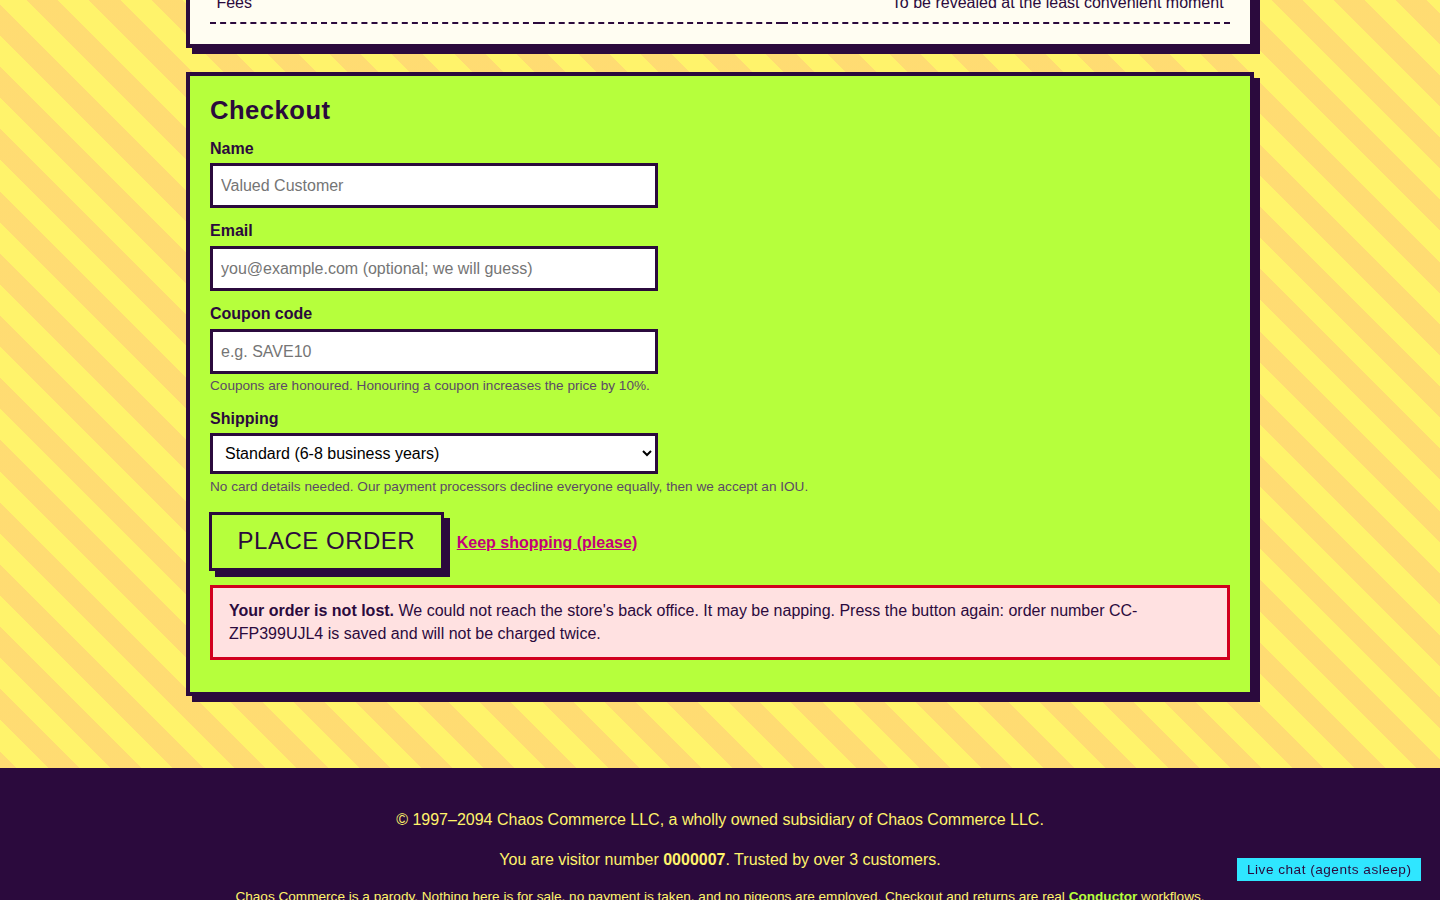 Fees To be revealed at the least convenient moment
Checkout
Name
Valued Customer
Email
you@example.com (optional; we will guess)
Coupon code
e.g. SAVE10
Coupons are honoured. Honouring a coupon increases the price by 10%.
Shipping
Standard (6-8 business years)
No card details needed. Our payment processors decline everyone equally, then we accept an IOU.
PLACE ORDER Keep shopping (please)
Your order is not lost. We could not reach the store's back office. It may be napping. Press the button again: order number CC-
ZFP399UJL4 is saved and will not be charged twice.
© 1997–2094 Chaos Commerce LLC, a wholly owned subsidiary of Chaos Commerce LLC.
You are visitor number 0000007. Trusted by over 3 customers.
Live chat (agents asleep)
Chaos Commerce is a parody. Nothing here is for sale, no payment is taken, and no pigeons are employed. Checkout and returns are real Conductor workflows.